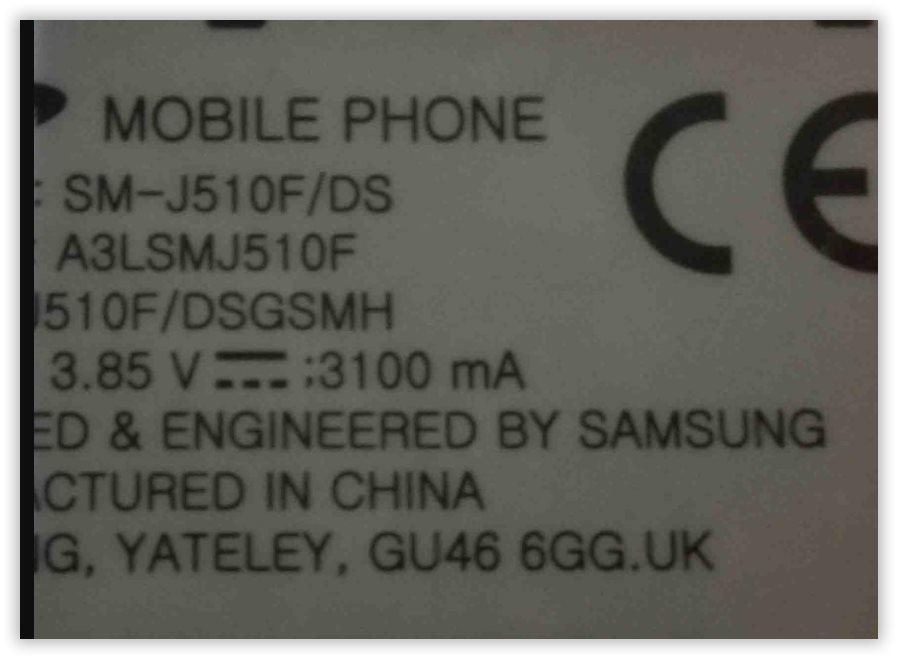 MOBILE PHONE
: SM-J510F/DS
: A3LSMJ510F
J510F/DSGSMH
3.85 V ;3100 mA
ED & ENGINEERED BY SAMSUNG
ACTURED IN CHINA
NG, YATELEY, GU46 6GG.UK
CE